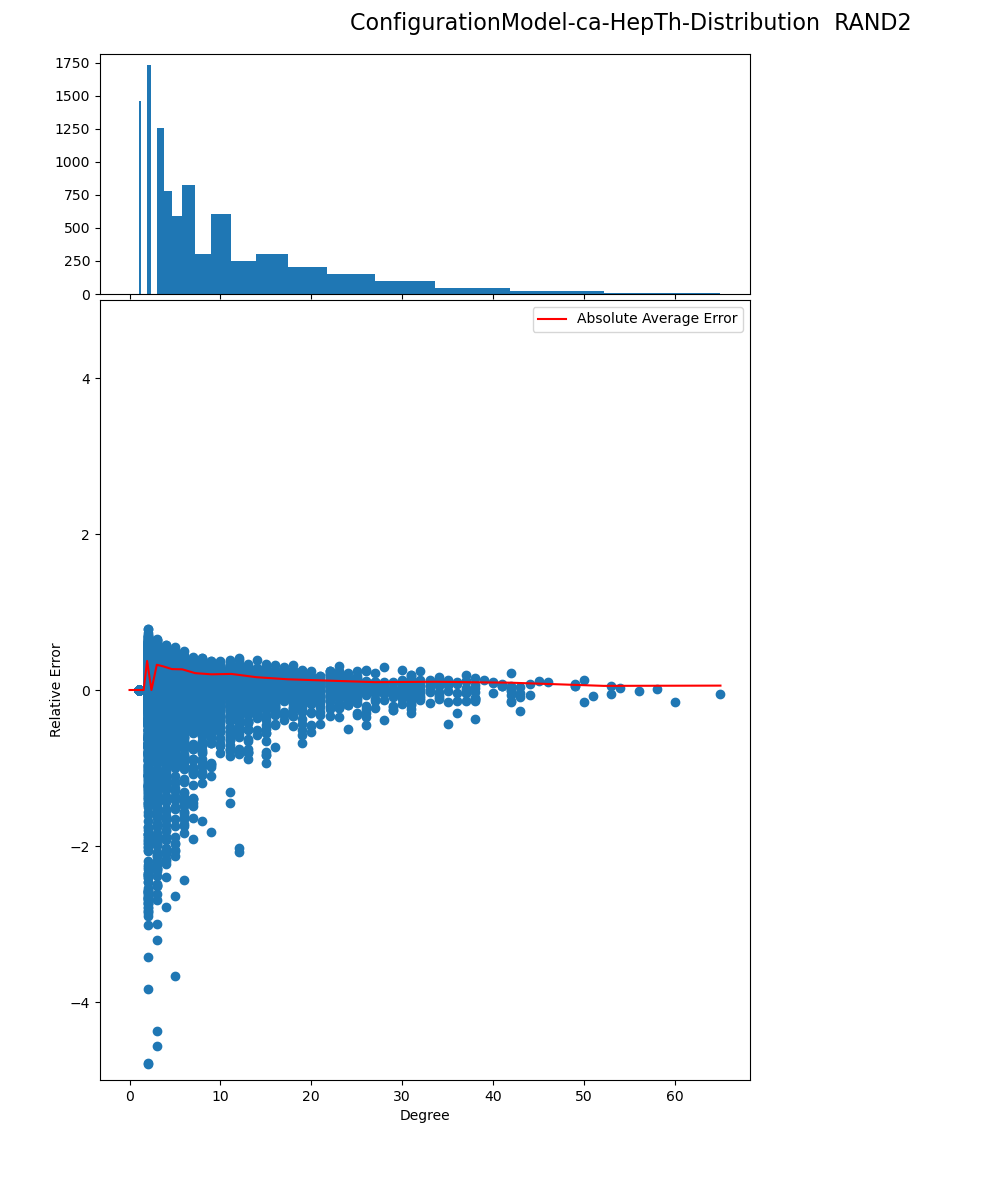 ConfigurationModel-ca-HepTh-Distribution  RAND2
1750
1500
1250
1000
750
500
250
0
Absolute Average Error
4
2
0
−2
−4
Relative Error
0 10 20 30 40 50 60
Degree